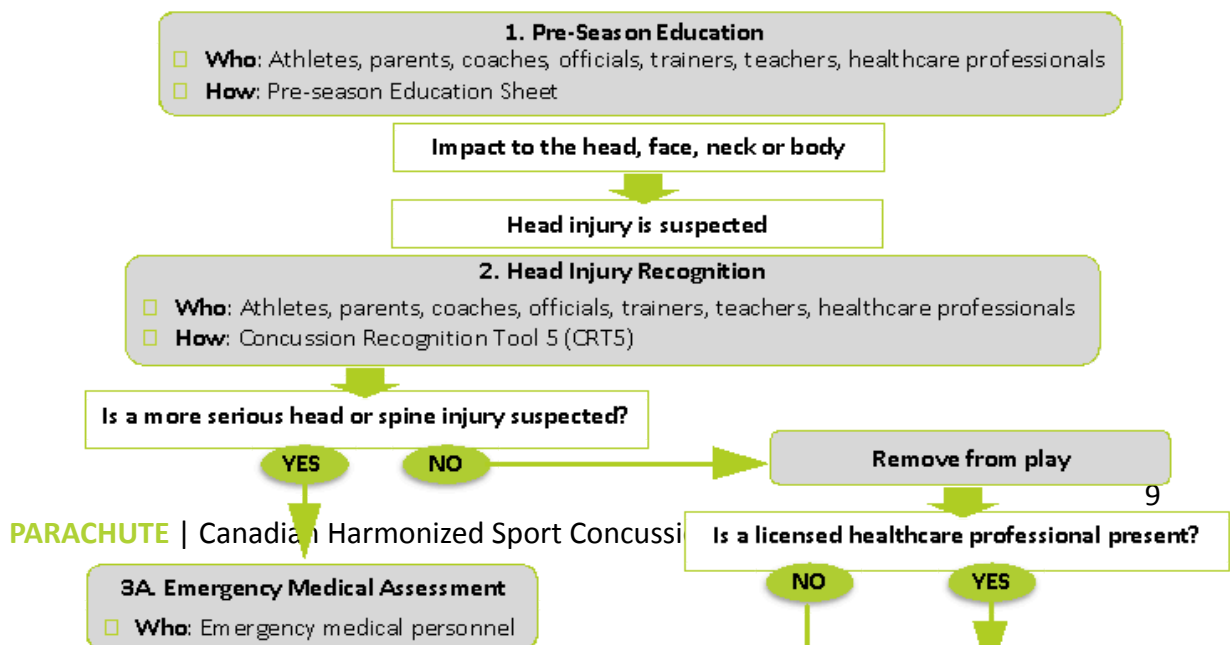 1. Pre-Season Education
Who: Athletes, parents, coaches, officials, trainers, teachers, healthcare professionals
How: Pre-season Education Sheet
Impact to the head, face, neck or body
Head injury is suspected
2. Head Injury Recognition
Who: Athletes, parents, coaches, officials, trainers, teachers, healthcare professionals
How: Concussion Recognition Tool 5 (CRT5)
Is a more serious head or spine injury suspected?
YES NO
Remove from play
9
PARACHUTE | Canadian Harmonized Sport Concussi
Is a licensed healthcare professional present?
3A. Emergency Medical Assessment
Who: Emergency medical personnel
NO YES